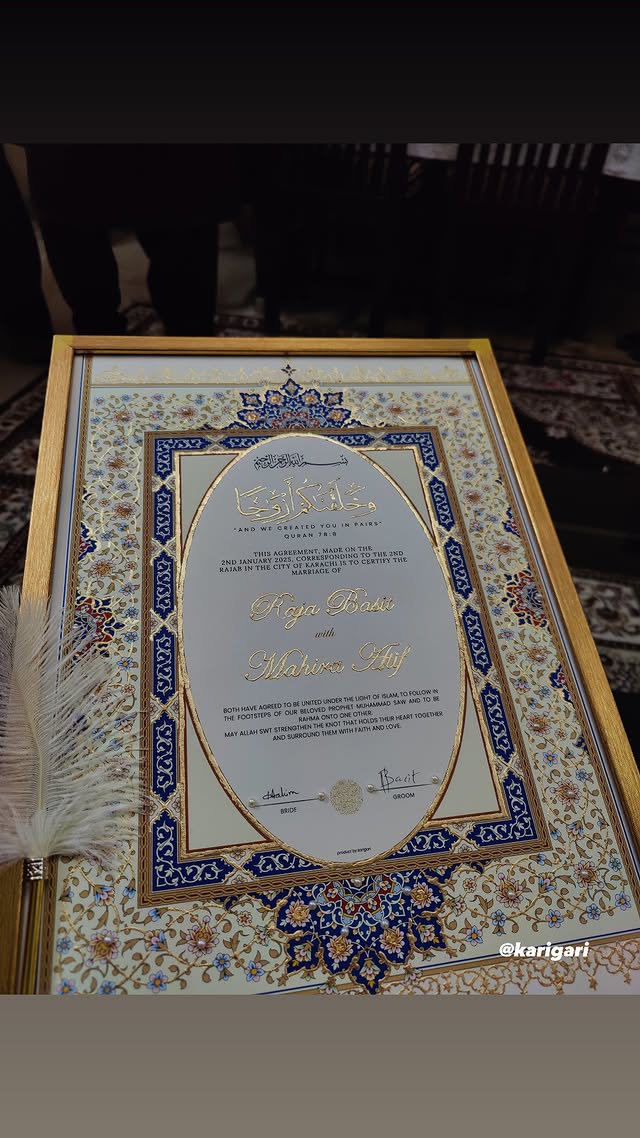 بسم الله الرحمن الرحيم
وَخَلَقْنَاكُمْ أَزْوَاجًا
"AND WE CREATED YOU IN PAIRS"
QURAN 78:8
THIS AGREEMENT, MADE ON THE
2ND JANUARY 2025, CORRESPONDING TO THE 2ND
RAJAB IN THE CITY OF KARACHI IS TO CERTIFY THE
MARRIAGE OF
Raja Basit
with
Mahira Atif
BOTH HAVE AGREED TO BE UNITED UNDER THE LIGHT OF ISLAM, TO FOLLOW IN
THE FOOTSTEPS OF OUR BELOVED PROPHET MUHAMMAD SAW AND TO BE
RAHMA ONTO ONE OTHER.
MAY ALLAH SWT STRENGTHEN THE KNOT THAT HOLDS THEIR HEART TOGETHER
AND SURROUND THEM WITH FAITH AND LOVE.
Basit
BRIDE
GROOM
product by karigari
@karigari